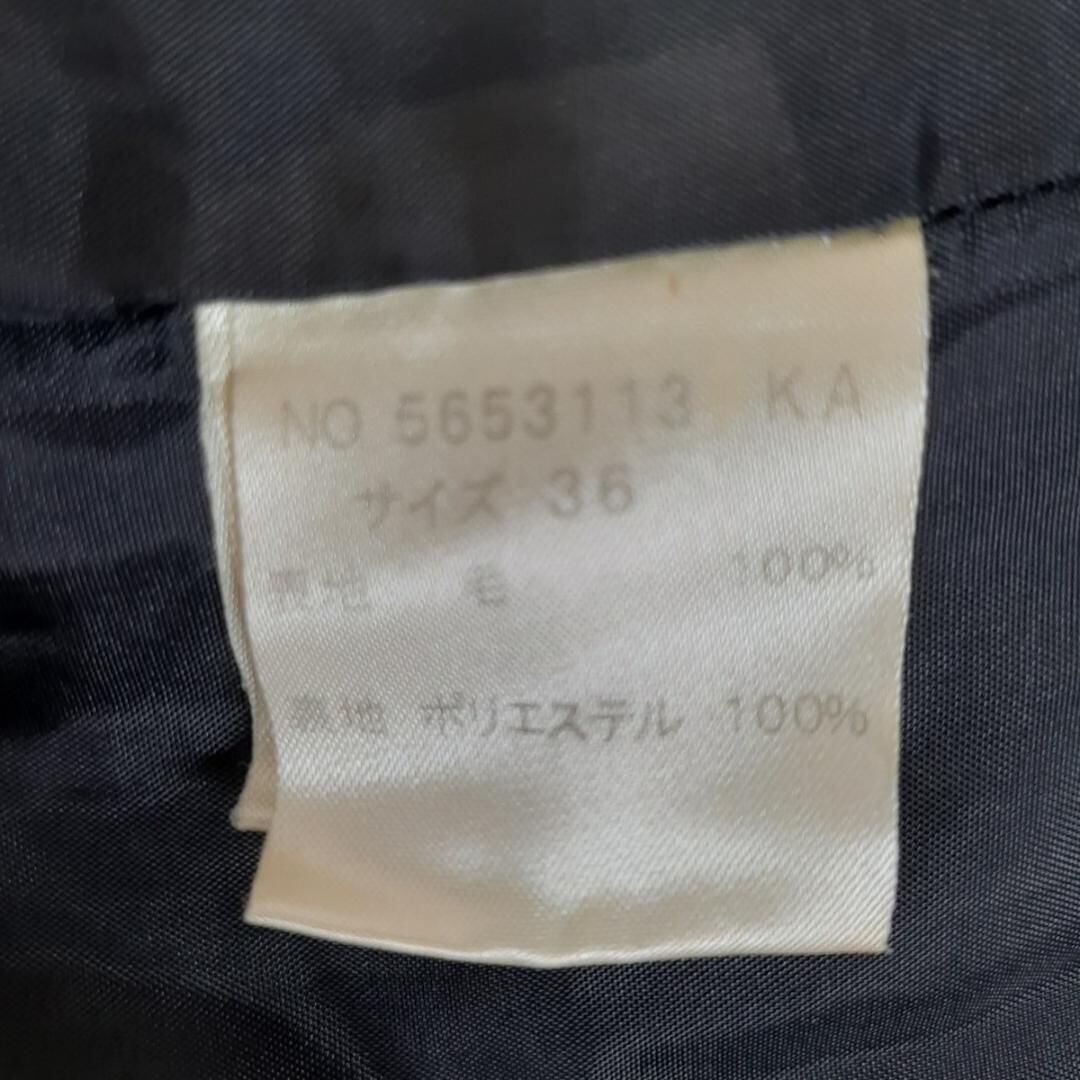 NO 5653113 KA
サイズ 36
表地 毛 100%
裏地 ポリエステル 100%